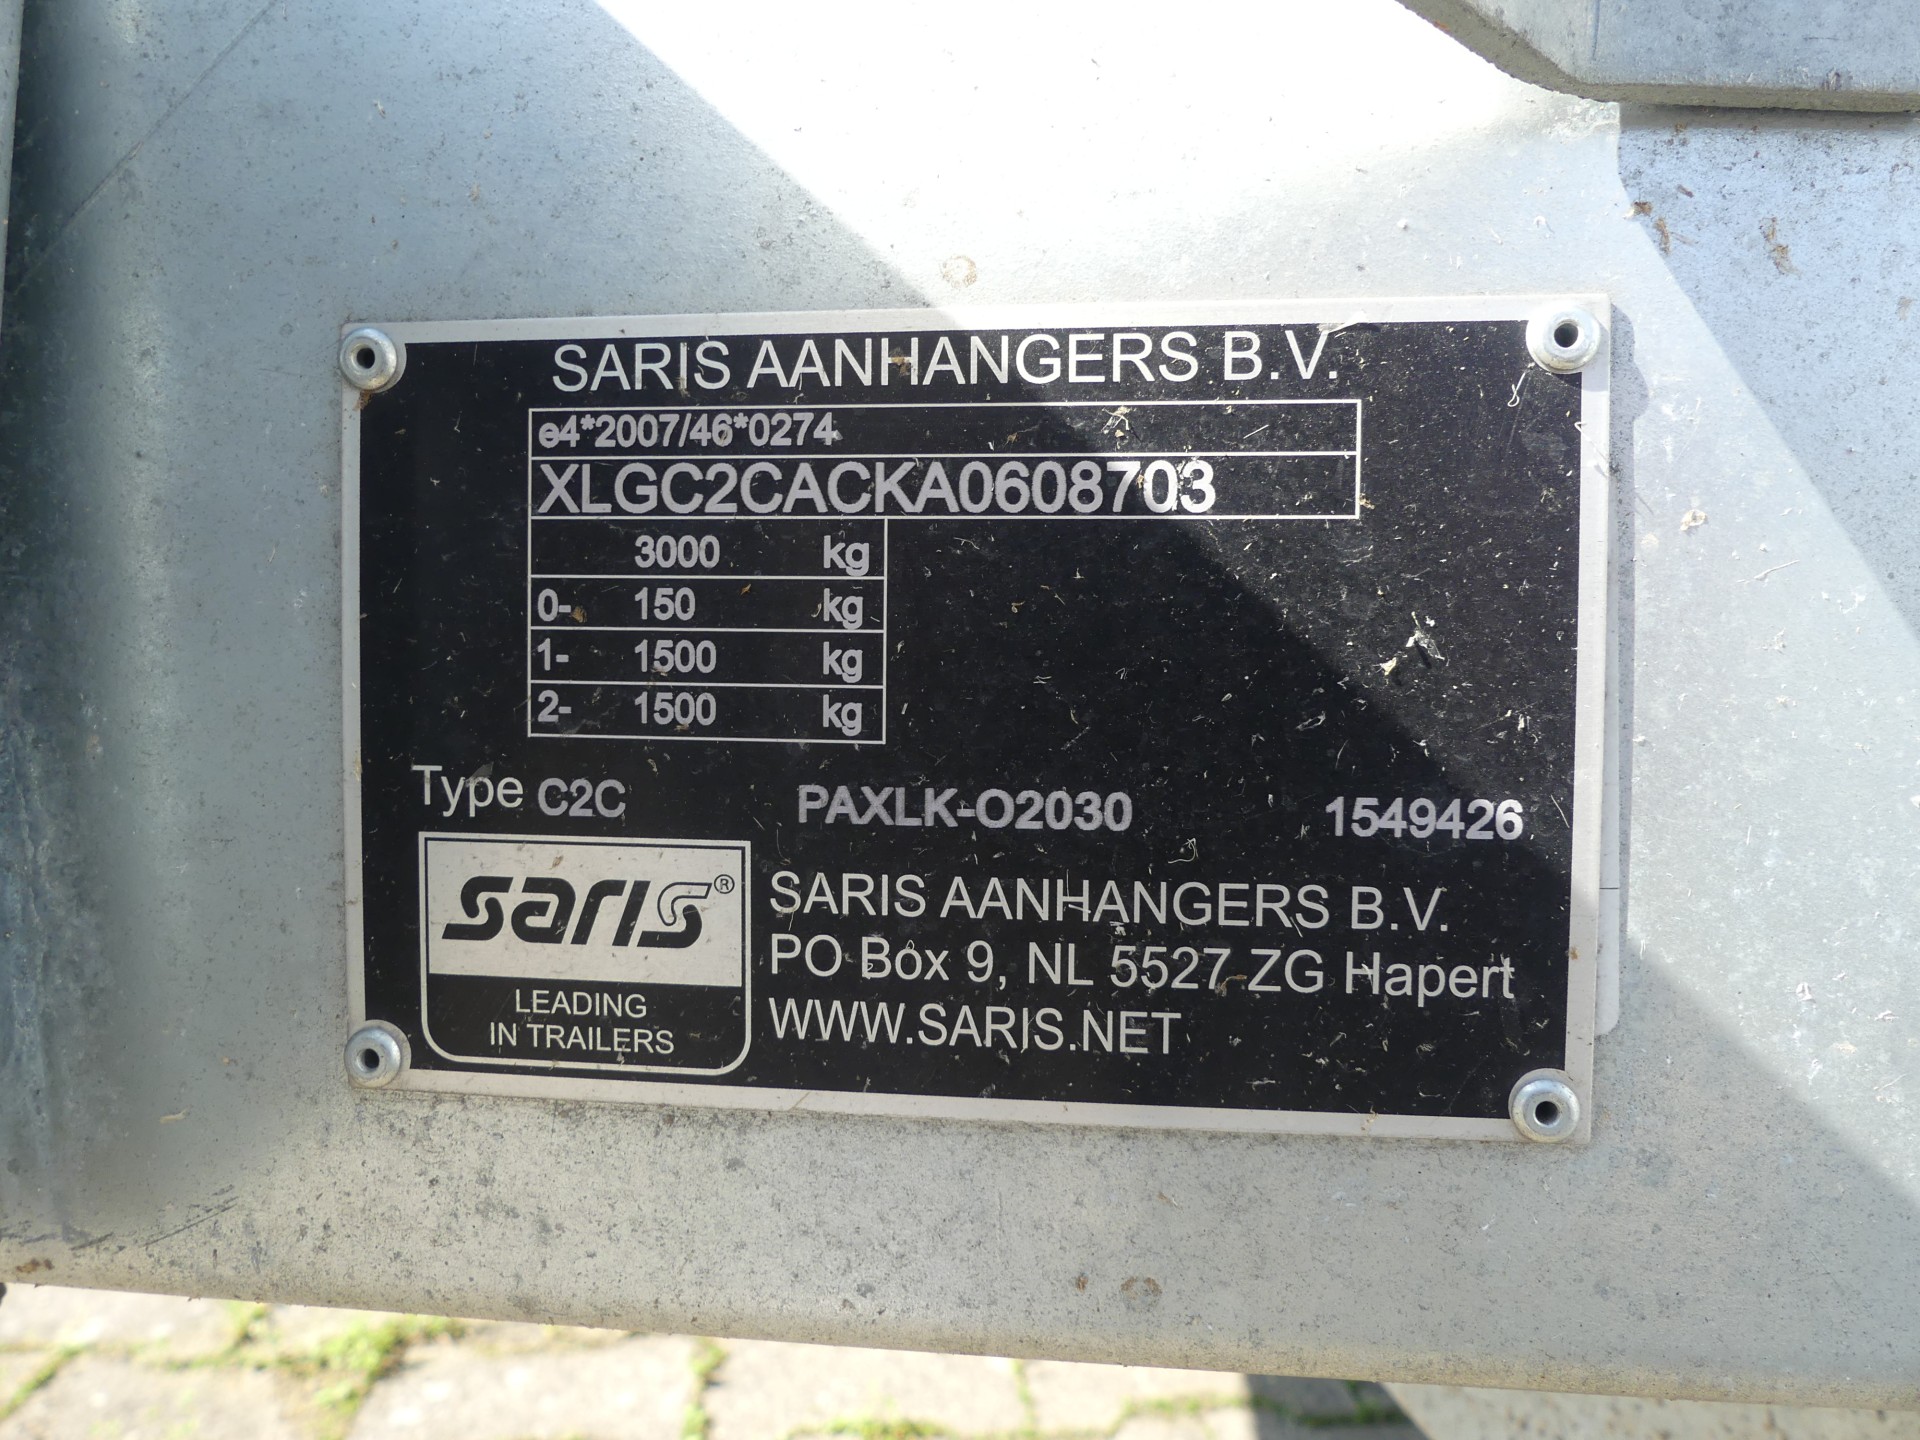 SARIS AANHANGERS B.V.
e4*2007/46*0274
XLGC2CACKA0608703
3000 kg
0- 150 kg
1- 1500 kg
2- 1500 kg
Type C2C PAXLK-O2030 1549426
saris®
LEADING
IN TRAILERS
SARIS AANHANGERS B.V.
PO Box 9, NL 5527 ZG Hapert
WWW.SARIS.NET